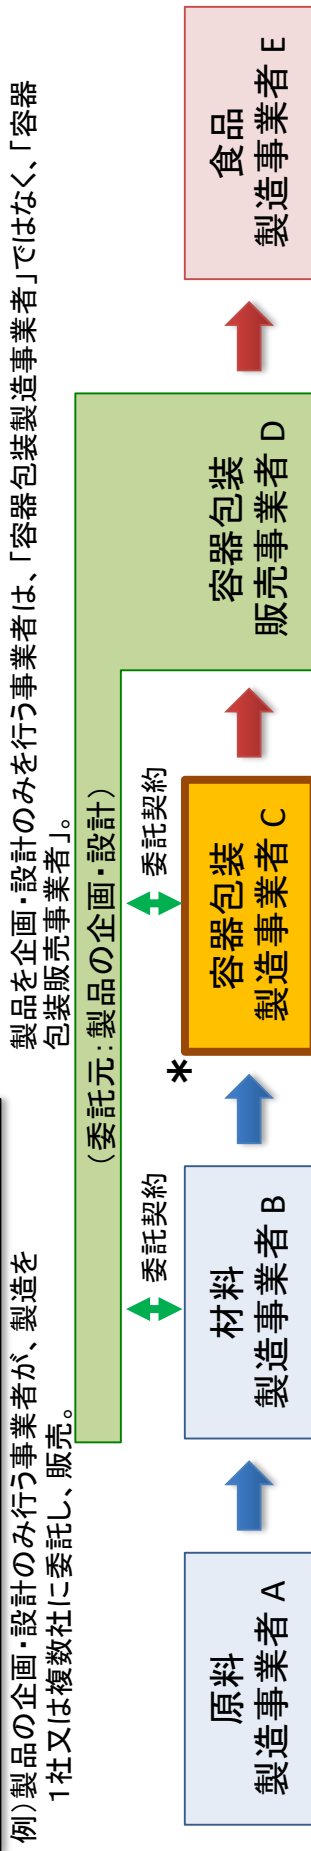 例）製品の企画・設計のみ行う事業者が、製造を
1社又は複数社に委託し、販売。
製品を企画・設計のみを行う事業者は、「容器包装製造事業者」ではなく、「容器
包装販売事業者」。
（委託元：製品の企画・設計）
委託契約
委託契約
*
原料
製造事業者 A
材料
製造事業者 B
容器包装
製造事業者 C
容器包装
販売事業者 D
食品
製造事業者 E